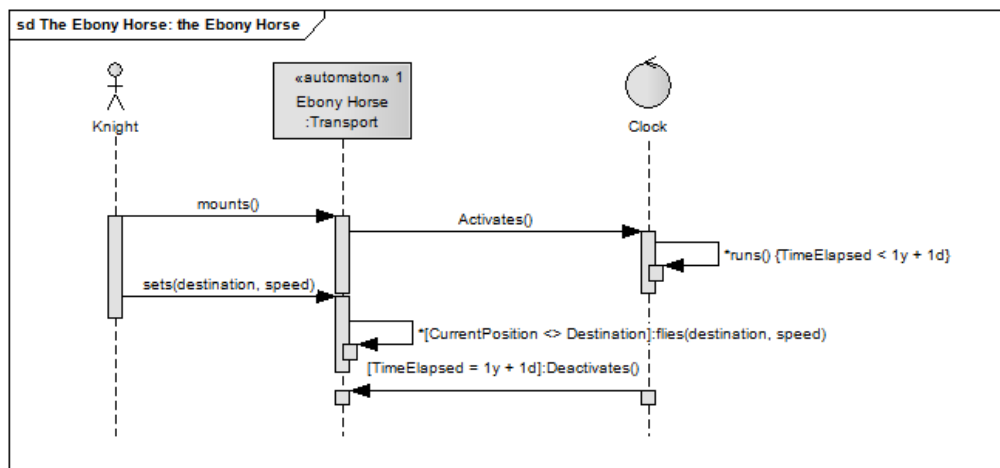 sd The Ebony Horse: the Ebony Horse
«automaton» 1
Ebony Horse
:Transport
Knight
Clock
mounts()
Activates()
*runs() {TimeElapsed < 1y + 1d}
sets(destination, speed)
*[CurrentPosition <> Destination]:flies(destination, speed)
[TimeElapsed = 1y + 1d]:Deactivates()